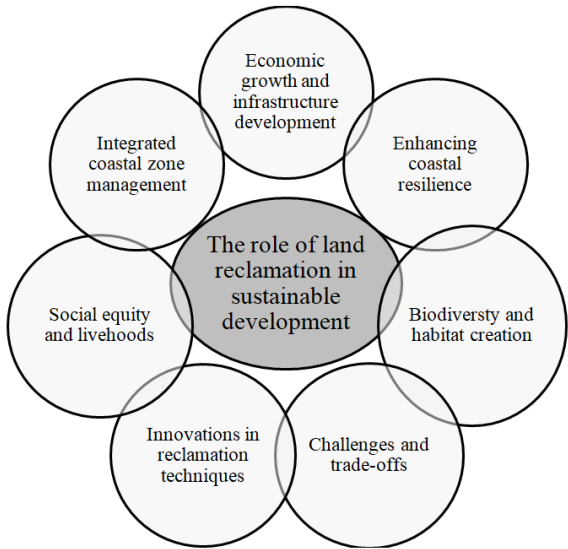 Economic
growth and
infrastructure
development
Enhancing
coastal
resilience
Biodiversty and
habitat creation
Challenges and
trade-offs
Innovations in
reclamation
techniques
Social equity
and livehoods
Integrated
coastal zone
management
The role of land
reclamation in
sustainable
development